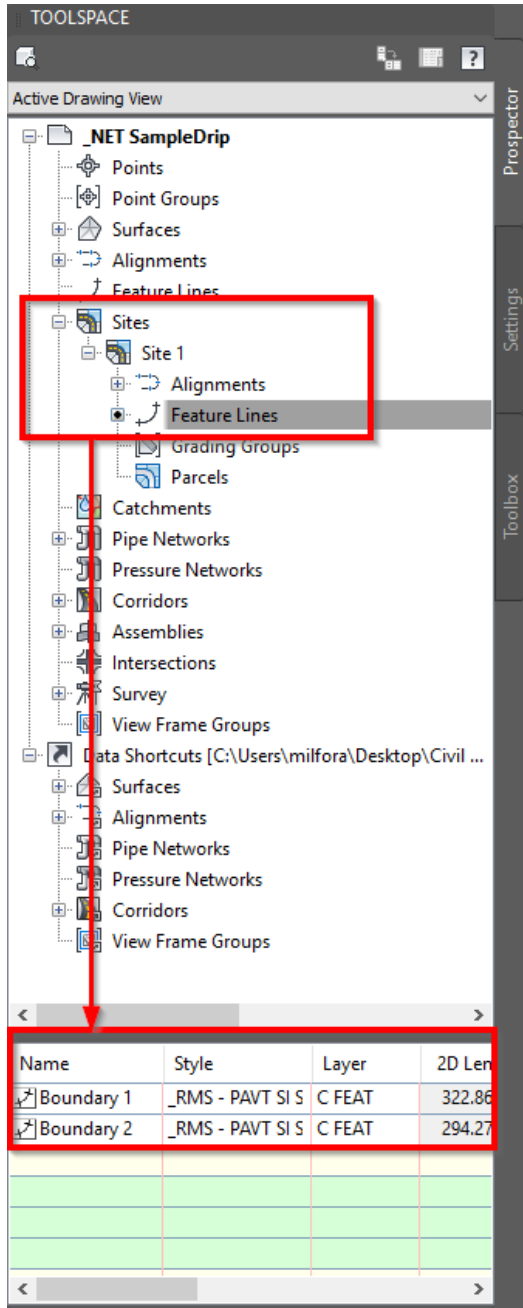 TOOLSPACE
?
Active Drawing View
_NET SampleDrip
Points
Point Groups
Surfaces
Alignments
Feature Lines
Sites
Site 1
Alignments
Feature Lines
Grading Groups
Parcels
Catchments
Pipe Networks
Pressure Networks
Corridors
Assemblies
Intersections
Survey
View Frame Groups
Data Shortcuts [C:\Users\milfora\Desktop\Civil ...
Surfaces
Alignments
Pipe Networks
Pressure Networks
Corridors
View Frame Groups
Name Style Layer 2D Len
Boundary 1 _RMS - PAVT SI S C FEAT 322.86
Boundary 2 _RMS - PAVT SI S C FEAT 294.27
Prospector
Settings
Toolbox